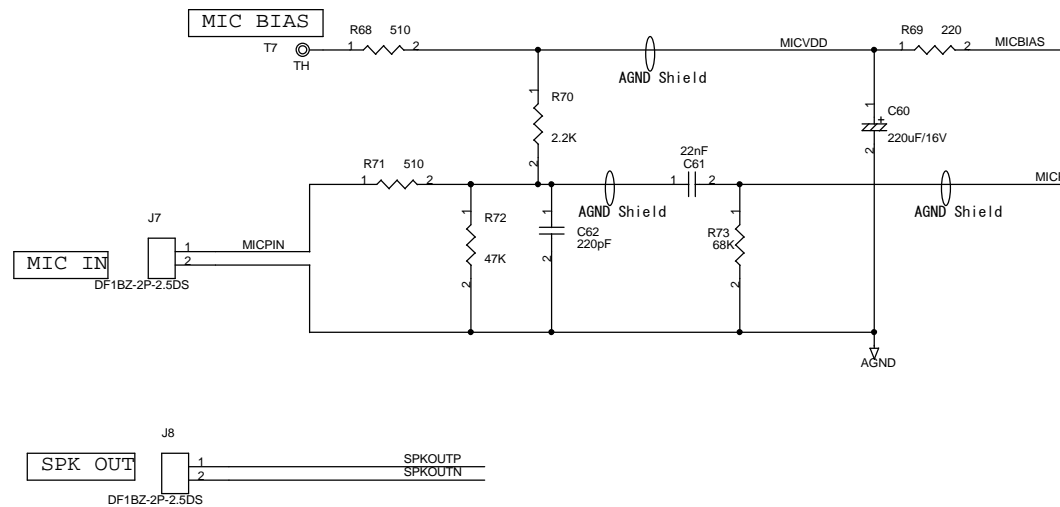 MIC BIAS
R68 510
T7
1 2
TH
MICVDD
R69 220
1 2
MICBIAS
AGND Shield
1
R70
2.2K
2
1
C60
+
220uF/16V
2
R71 510
1 2
22nF
C61
1 2
AGND Shield
AGND Shield
MICI
1
R72
47K
2
1
C62
220pF
2
1
R73
68K
2
J7
MIC IN
1
2
MICPIN
DF1BZ-2P-2.5DS
AGND
J8
SPK OUT
1
2
SPKOUTP
SPKOUTN
DF1BZ-2P-2.5DS